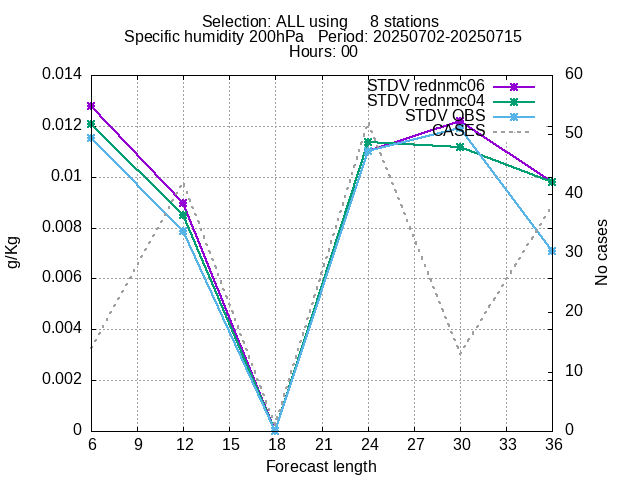 Selection: ALL using     8 stations
Specific humidity 200hPa   Period: 20250702-20250715
Hours: 00
0.014
0.012
0.01
0.008
0.006
0.004
0.002
0
g/Kg
STDV rednmc06
STDV rednmc04
STDV OBS
CASES
60
50
40
30
20
10
0
No cases
6 9 12 15 18 21 24 27 30 33 36
Forecast length